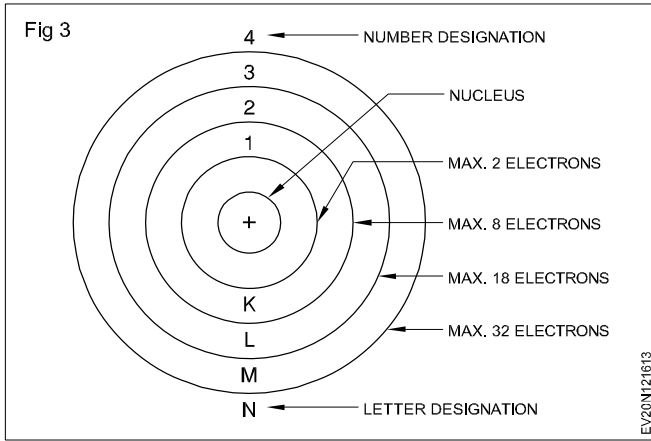 Fig 3
4
NUMBER DESIGNATION
3
NUCLEUS
2
1
MAX. 2 ELECTRONS
+
MAX. 8 ELECTRONS
MAX. 18 ELECTRONS
K
L
MAX. 32 ELECTRONS
M
N
LETTER DESIGNATION
EV20N121613